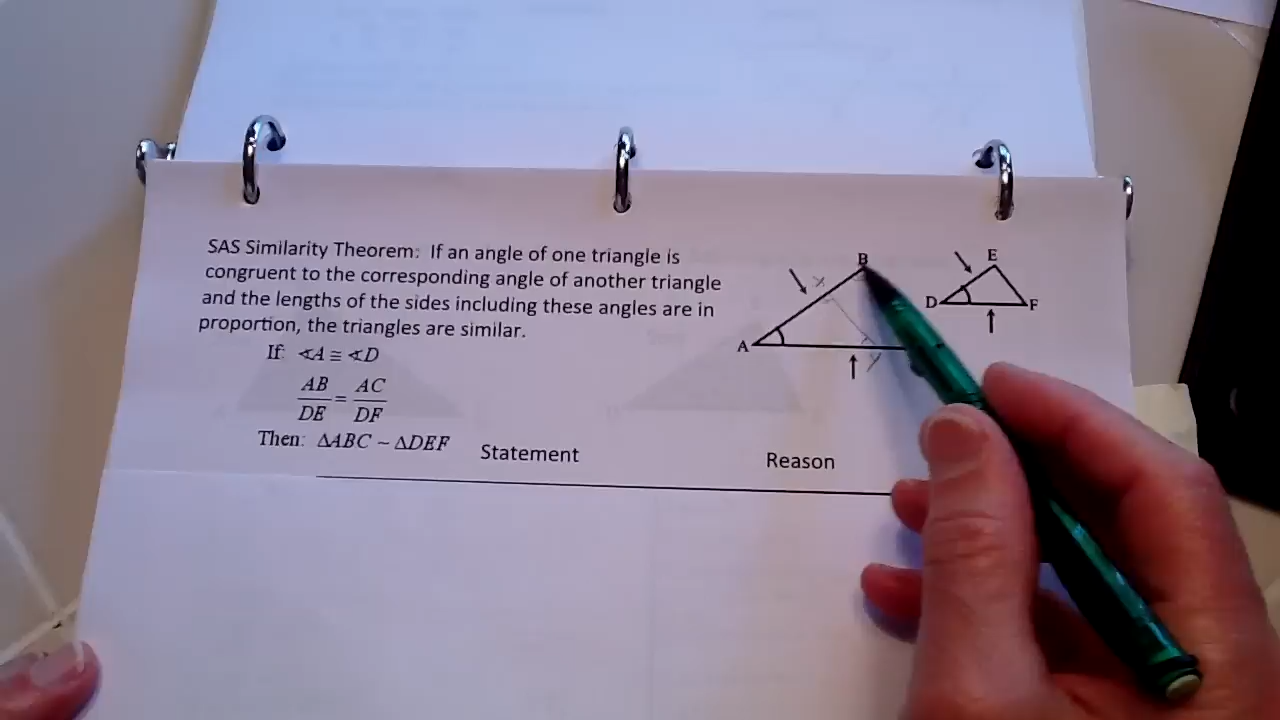 SAS Similarity Theorem: If an angle of one triangle is
congruent to the corresponding angle of another triangle
and the lengths of the sides including these angles are in
proportion, the triangles are similar.
If: ∢A ≅ ∢D
AB/DE = AC/DF
Then: ΔABC ~ ΔDEF
Statement
Reason
B
x
A
y
E
D
F